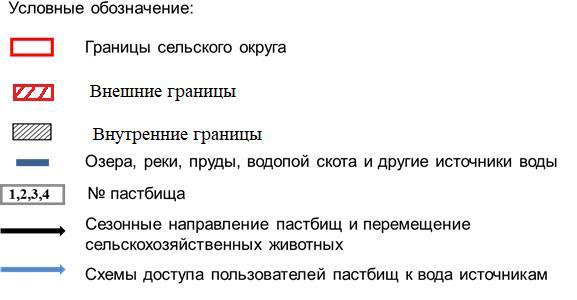 Условные обозначение:
Границы сельского округа
Внешние границы
Внутренние границы
Озера, реки, пруды, водопой скота и другие источники воды
1,2,3,4 № пастбища
Сезонные направление пастбищ и перемещение
сельскохозяйственных животных
Схемы доступа пользователей пастбищ к вода источникам